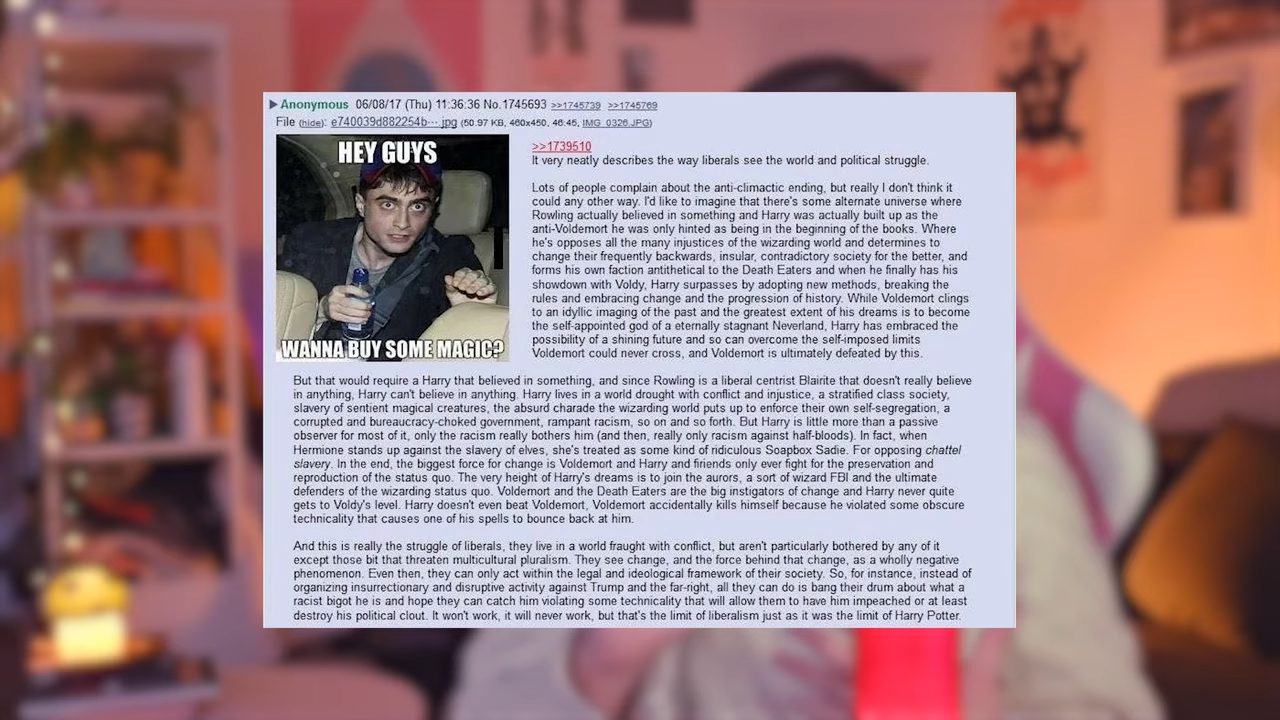 ▶ Anonymous 06/08/17 (Thu) 11:36:36 No.1745693 >>1745739 >>1745769
File (hide): e740039d882254b⋯.jpg (50.97 KB, 460x450, 46:45, IMG_0326.JPG)
HEY GUYS
WANNA BUY SOME MAGIC?
>>1739510
It very neatly describes the way liberals see the world and political struggle.
Lots of people complain about the anti-climactic ending, but really I don't think it
could any other way. I'd like to imagine that there's some alternate universe where
Rowling actually believed in something and Harry was actually built up as the
anti-Voldemort he was only hinted as being in the beginning of the books. Where
he's opposes all the many injustices of the wizarding world and determines to
change their frequently backwards, insular, contradictory society for the better, and
forms his own faction antithetical to the Death Eaters and when he finally has his
showdown with Voldy, Harry surpasses by adopting new methods, breaking the
rules and embracing change and the progression of history. While Voldemort clings
to an idyllic imaging of the past and the greatest extent of his dreams is to become
the self-appointed god of a eternally stagnant Neverland, Harry has embraced the
possibility of a shining future and so can overcome the self-imposed limits
Voldemort could never cross, and Voldemort is ultimately defeated by this.
But that would require a Harry that believed in something, and since Rowling is a liberal centrist Blairite that doesn't really believe
in anything, Harry can't believe in anything. Harry lives in a world drought with conflict and injustice, a stratified class society,
slavery of sentient magical creatures, the absurd charade the wizarding world puts up to enforce their own self-segregation, a
corrupted and bureaucracy-choked government, rampant racism, so on and so forth. But Harry is little more than a passive
observer for most of it, only the racism really bothers him (and then, really only racism against half-bloods). In fact, when
Hermione stands up against the slavery of elves, she's treated as some kind of ridiculous Soapbox Sadie. For opposing chattel
slavery. In the end, the biggest force for change is Voldemort and Harry and firiends only ever fight for the preservation and
reproduction of the status quo. The very height of Harry's dreams is to join the aurors, a sort of wizard FBI and the ultimate
defenders of the wizarding status quo. Voldemort and the Death Eaters are the big instigators of change and Harry never quite
gets to Voldy's level. Harry doesn't even beat Voldemort, Voldemort accidentally kills himself because he violated some obscure
technicality that causes one of his spells to bounce back at him.
And this is really the struggle of liberals, they live in a world fraught with conflict, but aren't particularly bothered by any of it
except those bit that threaten multicultural pluralism. They see change, and the force behind that change, as a wholly negative
phenomenon. Even then, they can only act within the legal and ideological framework of their society. So, for instance, instead of
organizing insurrectionary and disruptive activity against Trump and the far-right, all they can do is bang their drum about what a
racist bigot he is and hope they can catch him violating some technicality that will allow them to have him impeached or at least
destroy his political clout. It won't work, it will never work, but that's the limit of liberalism just as it was the limit of Harry Potter.